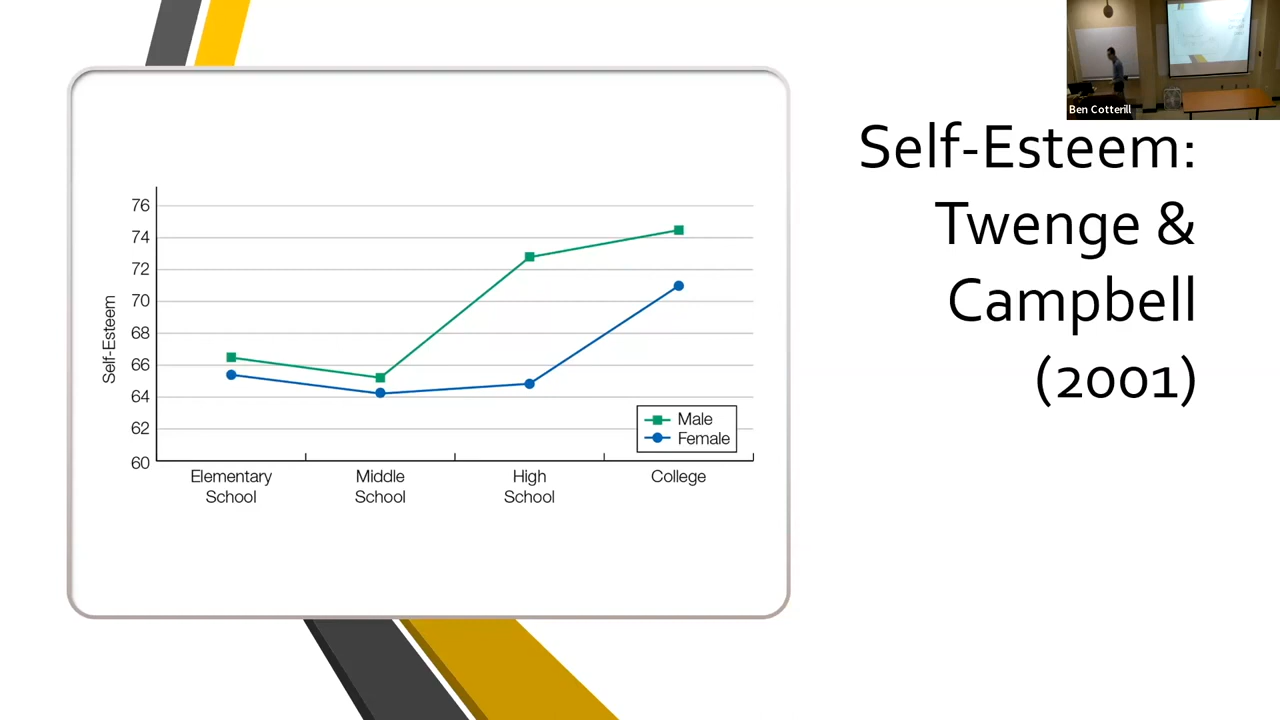 Ben Cotterill
Self-Esteem:
Twenge &
Campbell
(2001)
76
74
72
70
68
66
64
62
60
Self-Esteem
Male
Female
Elementary
School
Middle
School
High
School
College